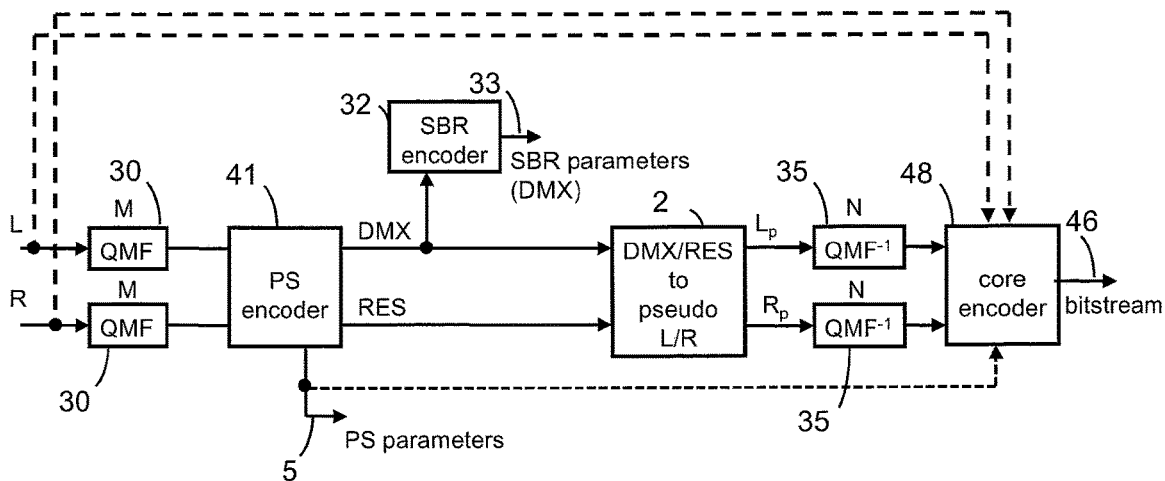 33
32
SBR
encoder
SBR parameters
(DMX)
30
41
35
48
2
46
M
N
L
DMX
Lp
QMF
QMF-1
PS
encoder
DMX/RES
to
pseudo
L/R
core
encoder
bitstream
R
M
RES
Rp
N
QMF
QMF-1
30
35
5
PS parameters